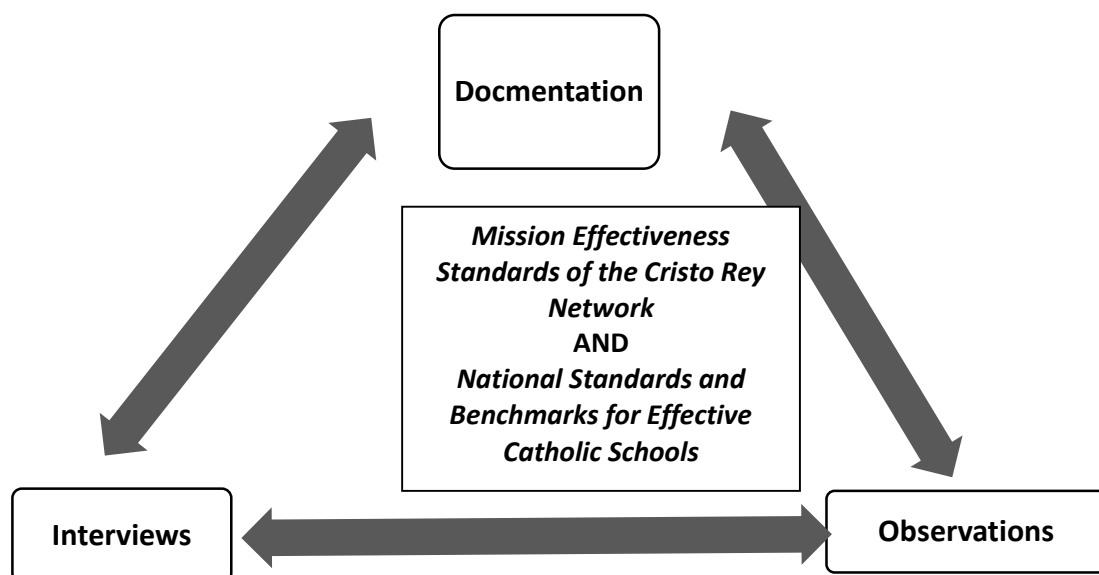 Docmentation
Mission Effectiveness
Standards of the Cristo Rey
Network
AND
National Standards and
Benchmarks for Effective
Catholic Schools
Interviews
Observations